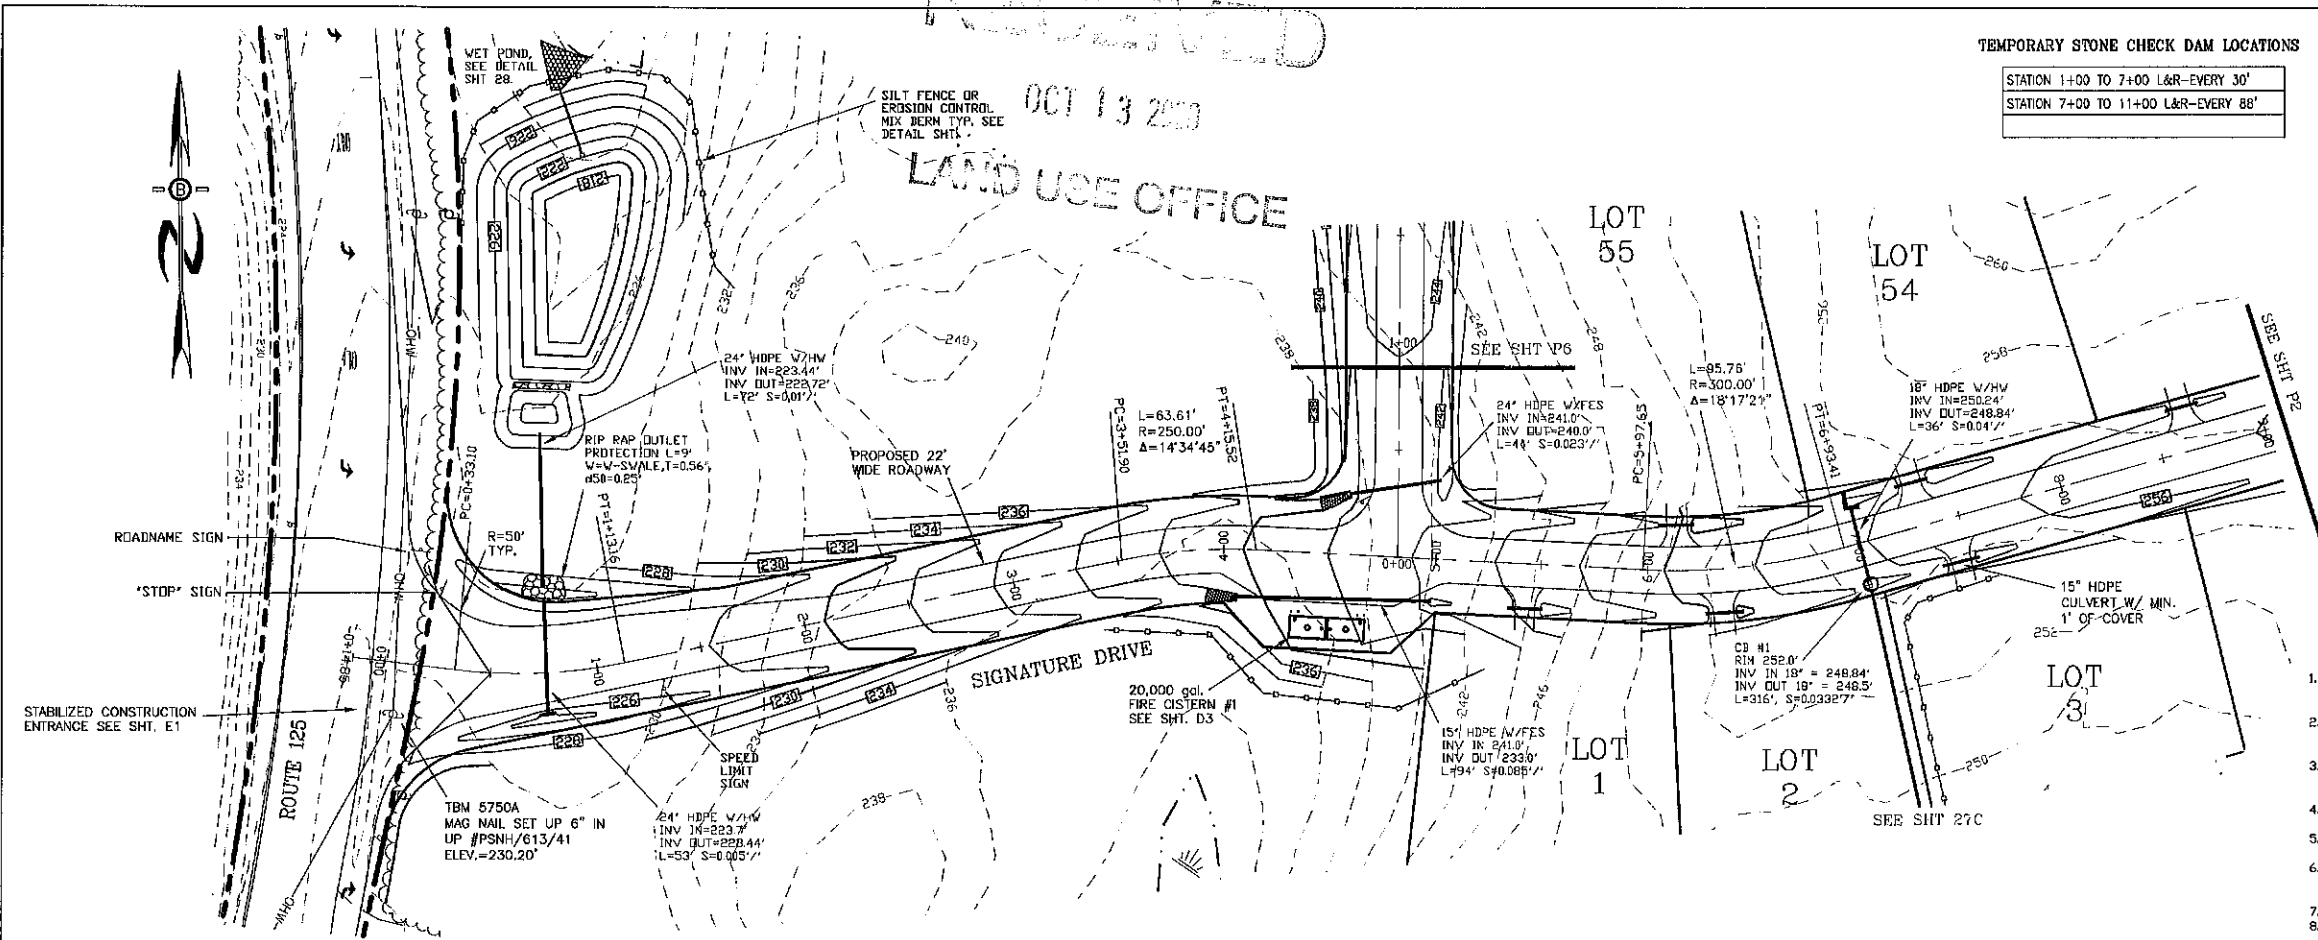 TEMPORARY STONE CHECK DAM LOCATIONS
STATION 1+00 TO 7+00 L&R-EVERY 30'
STATION 7+00 TO 11+00 L&R-EVERY 88'
OCT 13
LAND USE OFFICE
WET POND,
SEE DETAIL
SHT 28.
SILT FENCE OR
EROSION CONTROL
MIX BERM TYP. SEE
DETAIL SHT.
24" HDPE W/HW
INV IN=223.44'
INV OUT=222.72'
L=72' S=0.01'/'
RIP RAP OUTLET
PROTECTION L=9'
W=W-SWALE,T=0.56',
d50=0.25'
PROPOSED 22'
WIDE ROADWAY
PC=0+33.10
R=50'
TYP.
PT=1+13.16
ROADNAME SIGN
"STOP" SIGN
STABILIZED CONSTRUCTION
ENTRANCE SEE SHT. E1
ROUTE 125
TBM 5750A
MAG NAIL SET UP 6" IN
UP #PSNH/613/41
ELEV.=230.20'
24" HDPE W/HW
INV IN=223.7'
L=53' S=0.005'/'
SPEED
LIMIT
SIGN
SIGNATURE DRIVE
PC=3+51.90
L=63.61'
R=250.00'
Δ=14°34'45"
PT=4+15.52
20,000 gal.
FIRE CISTERN #1
SEE SHT. D3
SEE SHT P6
24" HDPE W/FES
INV IN=241.0'
INV OUT=240.0'
L=44' S=0.023'/'
15" HDPE W/FES
INV IN 241.0'
INV OUT 233.0'
L=94' S=0.085'/'
PC=5+97.65
L=95.76'
R=300.00'
Δ=18°17'21"
PT=6+93.41
18" HDPE W/HW
INV IN=250.24'
INV OUT=248.84'
L=36' S=0.04'/'
CB #1
RIM 252.0'
INV IN 18" = 248.84'
INV OUT 18" = 248.5'
L=316', S=0.0332'/'
15" HDPE
CULVERT W/ MIN.
1' OF COVER
SEE SHT 27C
SEE SHT P2
LOT
55
LOT
54
LOT
1
LOT
2
LOT
3